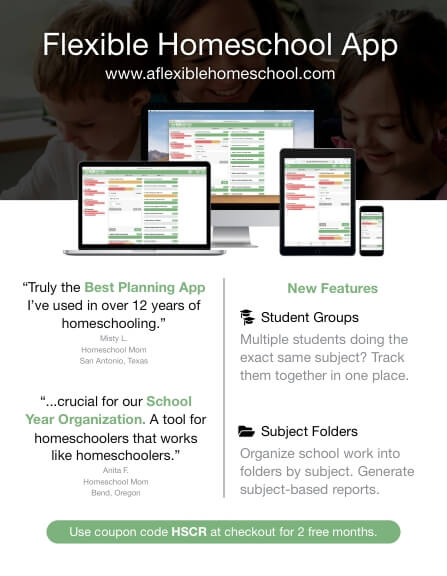 Flexible Homeschool App
www.aflexiblehomeschool.com
“Truly the Best Planning App
I’ve used in over 12 years of
homeschooling.”
Misty L.
Homeschool Mom
San Antonio, Texas
“...crucial for our School
Year Organization. A tool for
homeschoolers that works
like homeschoolers.”
Anita F.
Homeschool Mom
Bend, Oregon
New Features
Student Groups
Multiple students doing the
exact same subject? Track
them together in one place.
Subject Folders
Organize school work into
folders by subject. Generate
subject-based reports.
Use coupon code HSCR at checkout for 2 free months.